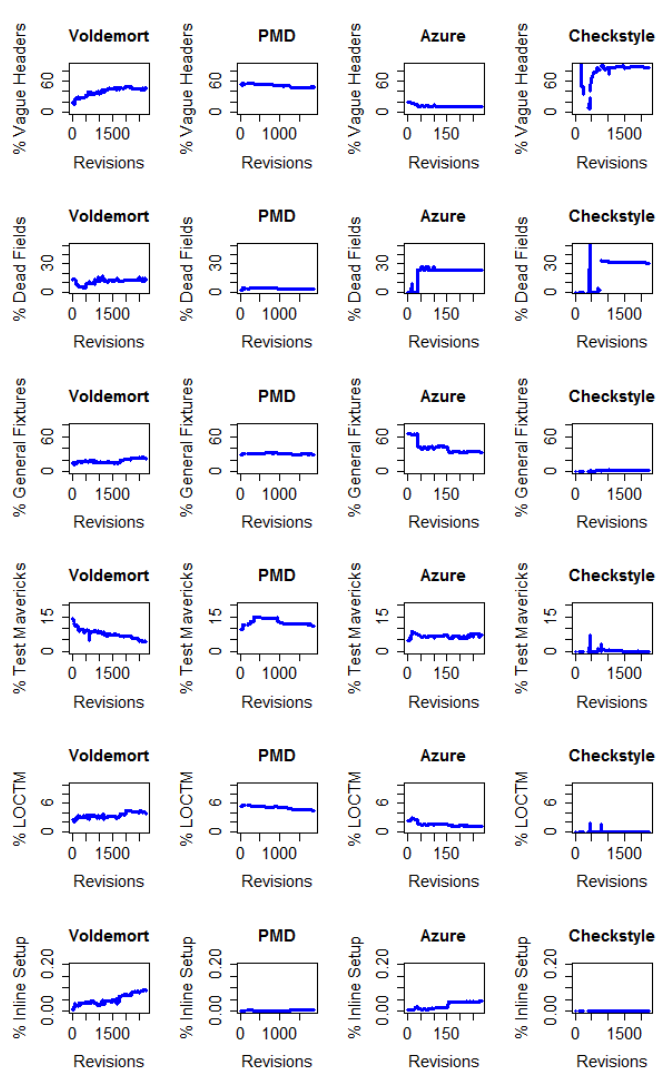 Voldemort PMD Azure Checkstyle
% Vague Headers % Vague Headers % Vague Headers % Vague Headers
60 60 60 60
0 0 0 0
0 1500 0 1000 0 150 0 1500
Revisions Revisions Revisions Revisions
Voldemort PMD Azure Checkstyle
% Dead Fields % Dead Fields % Dead Fields % Dead Fields
30 30 30 30
0 0 0 0
0 1500 0 1000 0 150 0 1500
Revisions Revisions Revisions Revisions
Voldemort PMD Azure Checkstyle
% General Fixtures % General Fixtures % General Fixtures % General Fixtures
60 60 60 60
0 0 0 0
0 1500 0 1000 0 150 0 1500
Revisions Revisions Revisions Revisions
Voldemort PMD Azure Checkstyle
% Test Mavericks % Test Mavericks % Test Mavericks % Test Mavericks
15 15 15 15
0 0 0 0
0 1500 0 1000 0 150 0 1500
Revisions Revisions Revisions Revisions
Voldemort PMD Azure Checkstyle
% LOCTM % LOCTM % LOCTM % LOCTM
6 6 6 6
0 0 0 0
0 1500 0 1000 0 150 0 1500
Revisions Revisions Revisions Revisions
Voldemort PMD Azure Checkstyle
% Inline Setup % Inline Setup % Inline Setup % Inline Setup
0.20 0.20 0.20 0.20
0.00 0.00 0.00 0.00
0 1500 0 1000 0 150 0 1500
Revisions Revisions Revisions Revisions